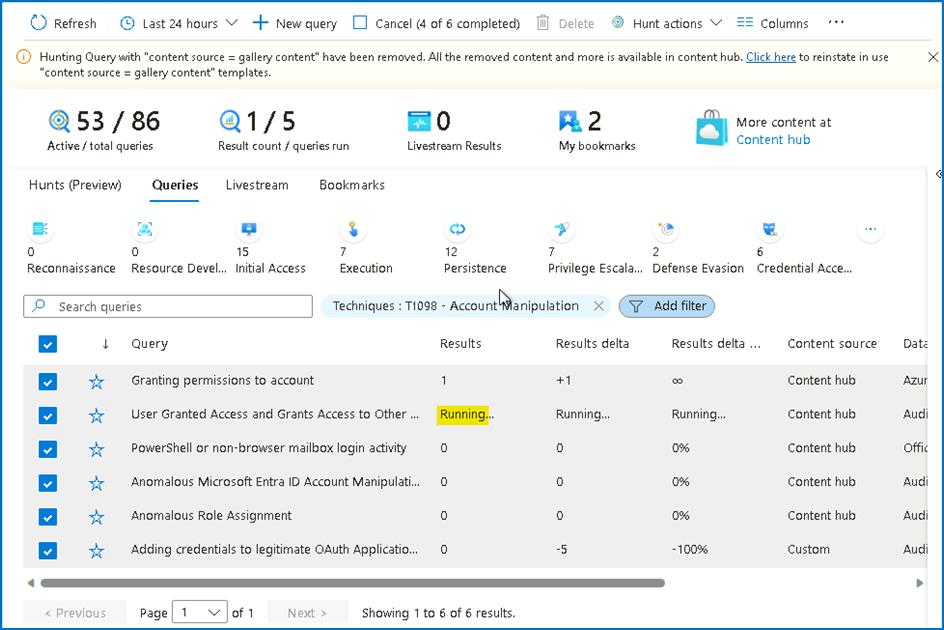 Refresh Last 24 hours New query Cancel (4 of 6 completed) Delete Hunt actions Columns ···
Hunting Query with "content source = gallery content" have been removed. All the removed content and more is available in content hub. Click here to reinstate in use
"content source = gallery content" templates.
53 / 86 1 / 5 0 2 More content at
Active / total queries Result count / queries run Livestream Results My bookmarks Content hub
Hunts (Preview) Queries Livestream Bookmarks
0 0 15 7 12 7 2 6
Reconnaissance Resource Devel... Initial Access Execution Persistence Privilege Escala... Defense Evasion Credential Acce...
Search queries Techniques : T1098 - Account Manipulation Add filter
Query Results Results delta Results delta ... Content source Data
Granting permissions to account 1 +1 ∞ Content hub Azur
User Granted Access and Grants Access to Other ... Running... Running... Running... Content hub Audi
PowerShell or non-browser mailbox login activity 0 0 0% Content hub Offic
Anomalous Microsoft Entra ID Account Manipulati... 0 0 0% Content hub Audi
Anomalous Role Assignment 0 0 0% Content hub Audi
Adding credentials to legitimate OAuth Applicatio... 0 -5 -100% Custom Audi
< Previous Page 1 of 1 Next > Showing 1 to 6 of 6 results.